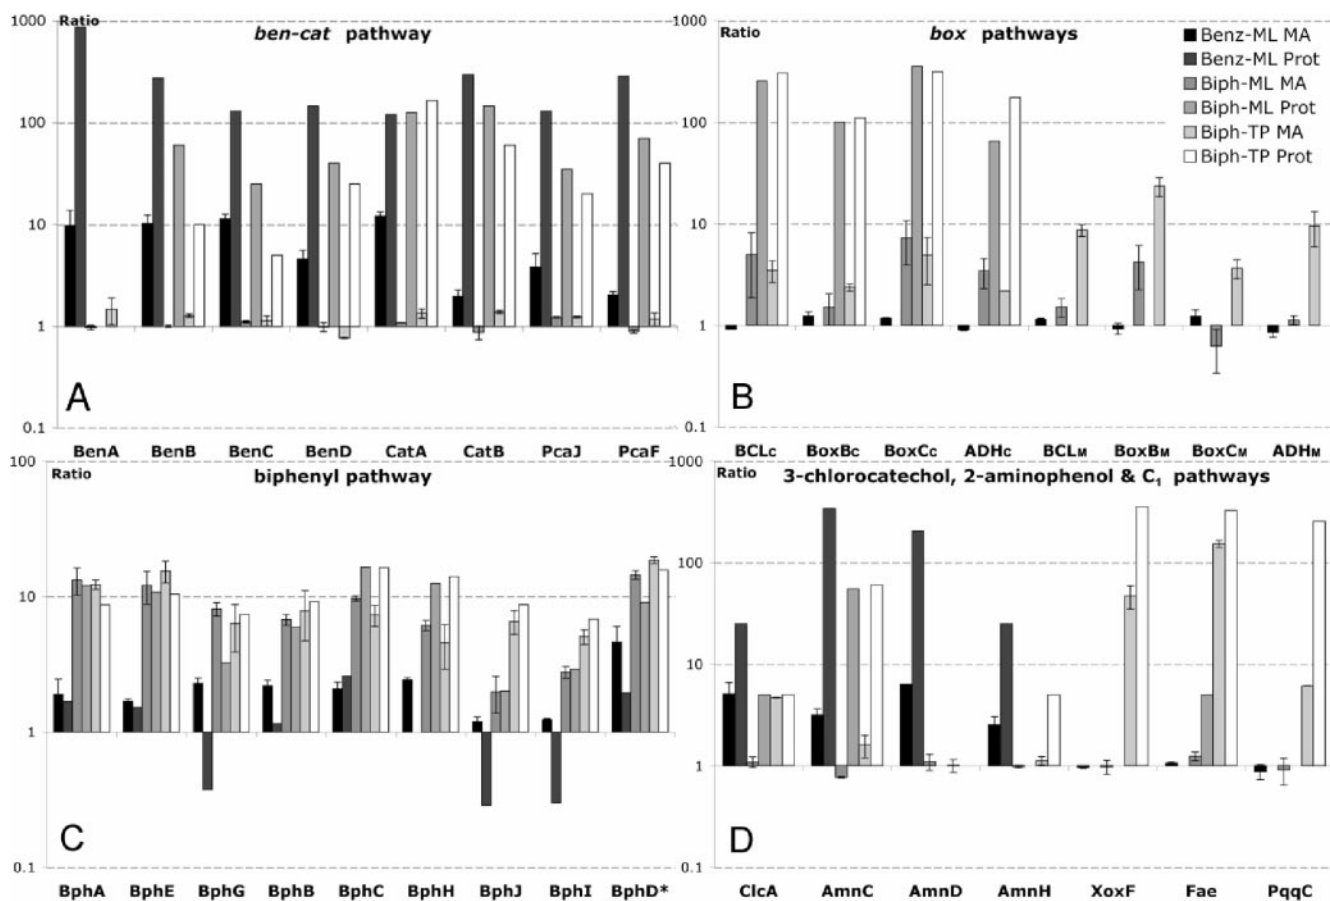 1000
Ratio
ben-cat pathway
100
10
1
0.1
A
BenA BenB BenC BenD CatA CatB PcaJ PcaF
1000
Ratio
box pathways
100
10
1
0.1
Benz-ML MA
Benz-ML Prot
Biph-ML MA
Biph-ML Prot
Biph-TP MA
Biph-TP Prot
B
BCLC BoxBC BoxCC ADHC BCLM BoxBM BoxCM ADHM
100
Ratio
biphenyl pathway
10
1
0.1
C
BphA BphE BphG BphB BphC BphH BphJ BphI BphD*
1000
Ratio
3-chlorocatechol, 2-aminophenol & C1 pathways
100
10
1
0.1
D
ClcA AmnC AmnD AmnH XoxF Fae PqqC